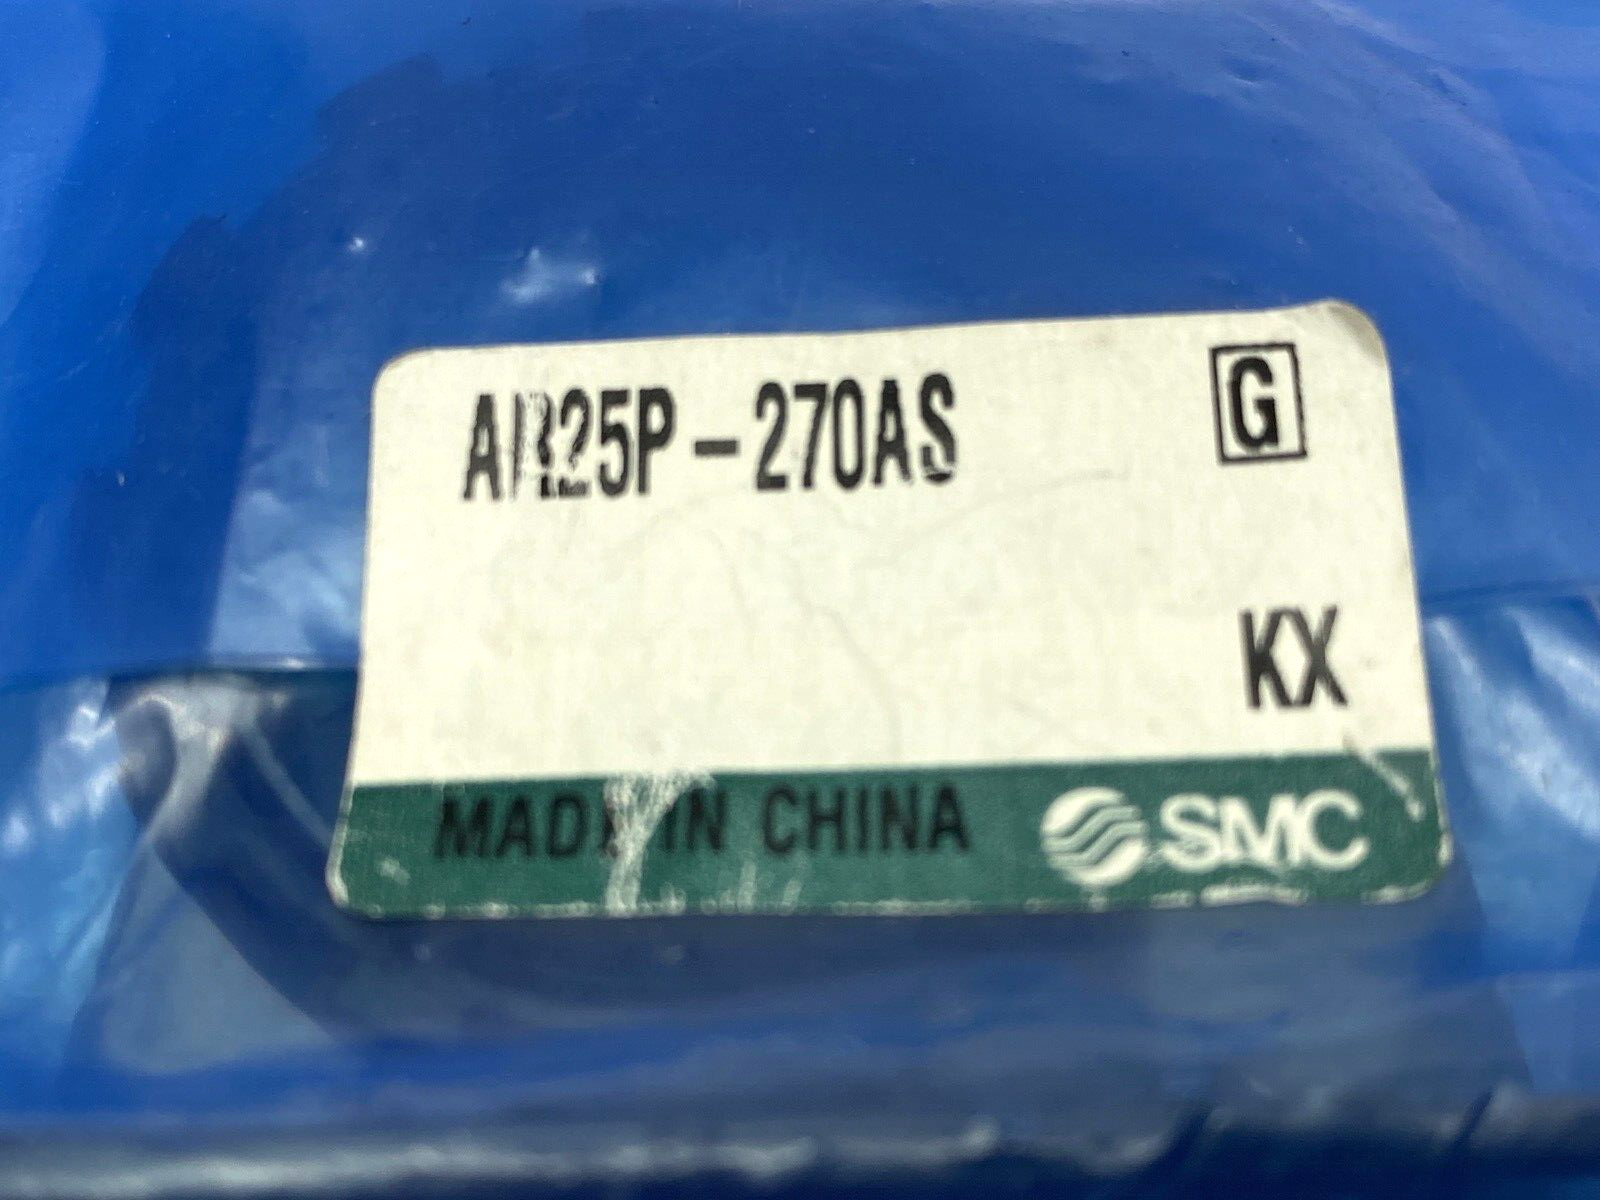 AR25P-270AS
G
KX
MADE IN CHINA
SMC